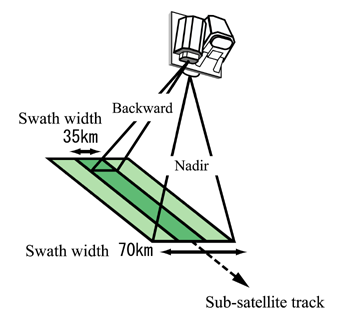 Backward
Swath width
35km
Nadir
Swath width 70km
Sub-satellite track